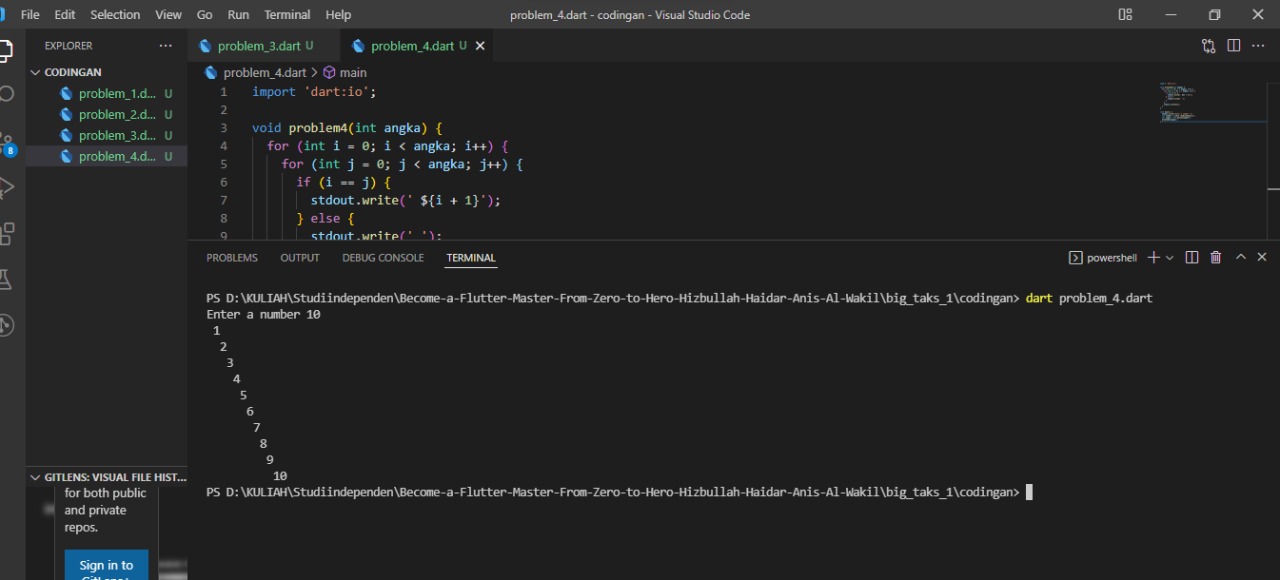 File Edit Selection View Go Run Terminal Help problem_4.dart - codingan - Visual Studio Code
EXPLORER ...
CODINGAN
problem_1.d... U
problem_2.d... U
problem_3.d... U
problem_4.d... U
8
GITLENS: VISUAL FILE HIST...
for both public
and private
repos.
Sign in to
GitLens+
problem_3.dart U problem_4.dart U
problem_4.dart > main
1 import 'dart:io';
2
3 void problem4(int angka) {
4 for (int i = 0; i < angka; i++) {
5 for (int j = 0; j < angka; j++) {
6 if (i == j) {
7 stdout.write(' ${i + 1}');
8 } else {
9 stdout.write(' ');
PROBLEMS OUTPUT DEBUG CONSOLE TERMINAL powershell
PS D:\KULIAH\Studiindependen\Become-a-Flutter-Master-From-Zero-to-Hero-Hizbullah-Haidar-Anis-Al-Wakil\big_taks_1\codingan> dart problem_4.dart
Enter a number 10
1
2
3
4
5
6
7
8
9
10
PS D:\KULIAH\Studiindependen\Become-a-Flutter-Master-From-Zero-to-Hero-Hizbullah-Haidar-Anis-Al-Wakil\big_taks_1\codingan>